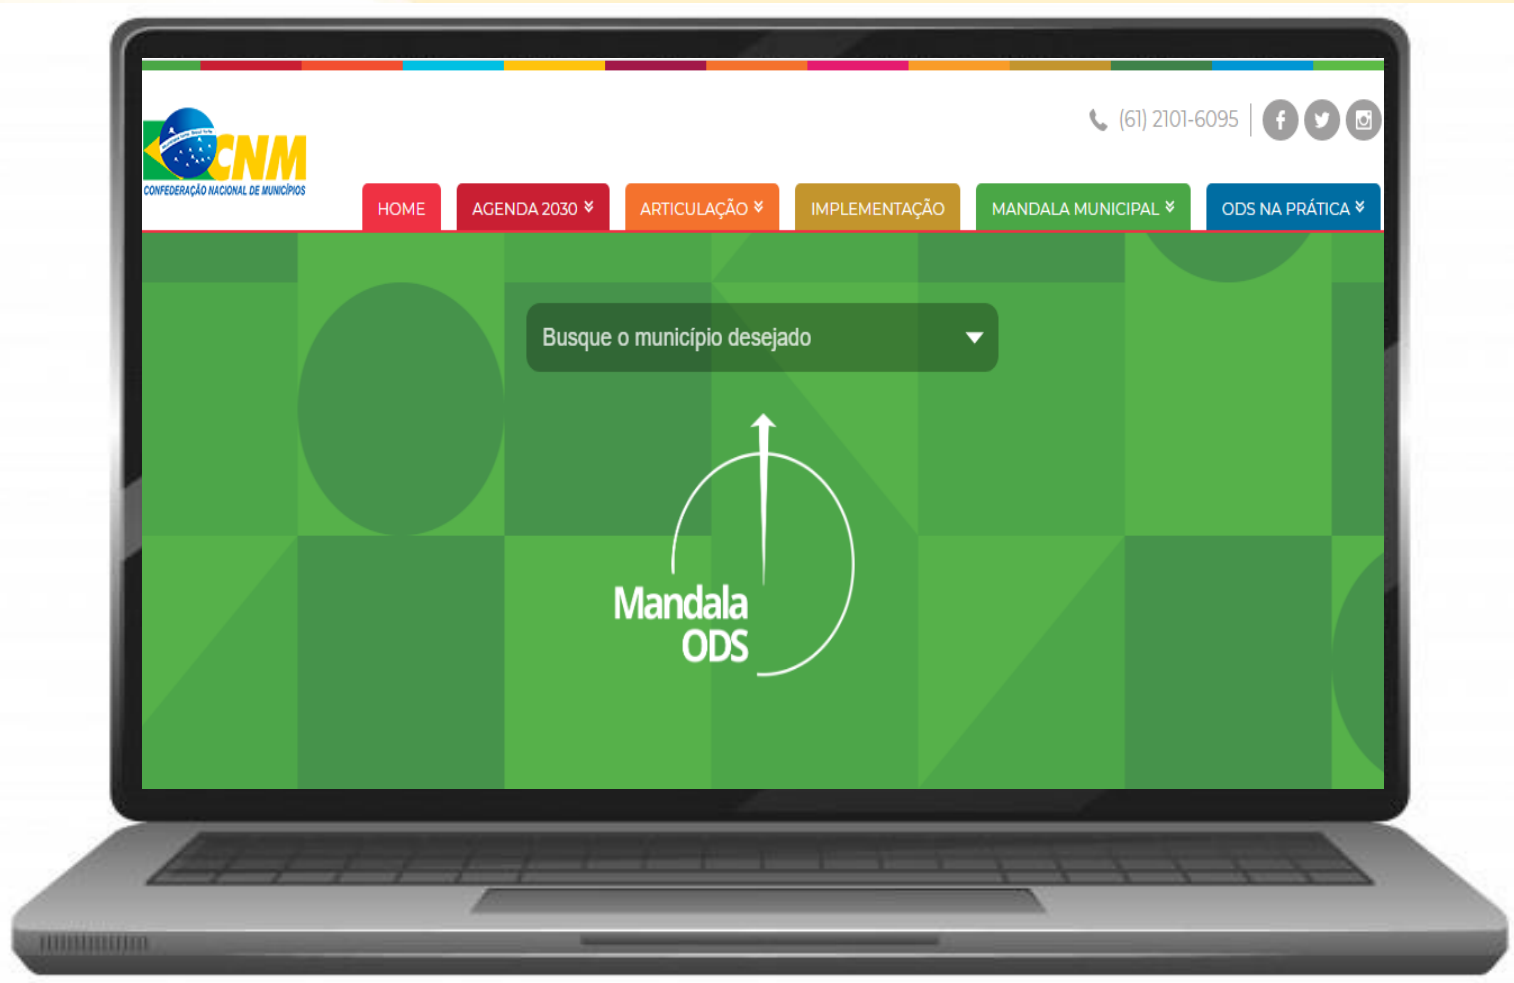 (61) 2101-6095
CNM
CONFEDERAÇÃO NACIONAL DE MUNICÍPIOS
HOME
AGENDA 2030
ARTICULAÇÃO
IMPLEMENTAÇÃO
MANDALA MUNICIPAL
ODS NA PRÁTICA
Busque o município desejado
Mandala
ODS